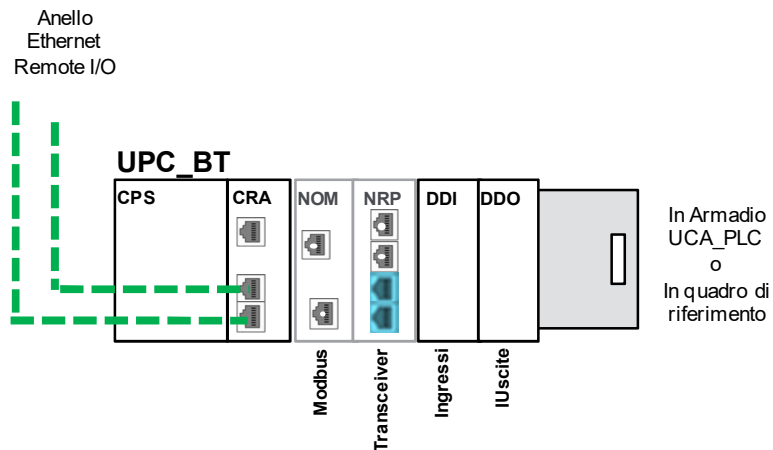 Anello
Ethernet
Remote I/O
UPC_BT
CPS
CRA
NOM
NRP
DDI
DDO
In Armadio
UCA_PLC
o
In quadro di
riferimento
Modbus
Transceiver
Ingressi
IUscite